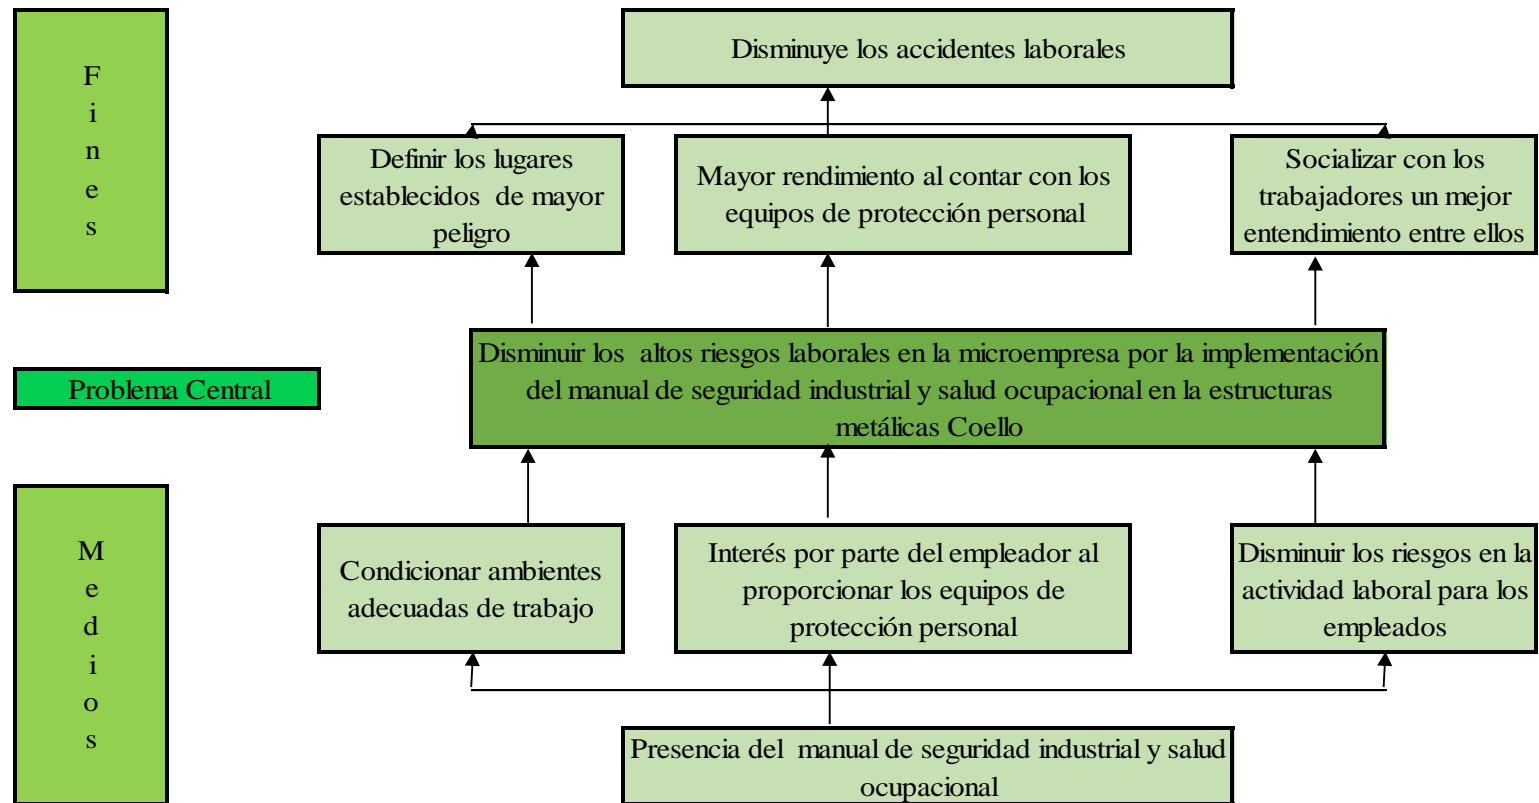 Fines
Disminuye los accidentes laborales
Definir los lugares
establecidos de mayor
peligro
Mayor rendimiento al contar con los
equipos de protección personal
Socializar con los
trabajadores un mejor
entendimiento entre ellos
Problema Central
Disminuir los altos riesgos laborales en la microempresa por la implementación
del manual de seguridad industrial y salud ocupacional en la estructuras
metálicas Coello
Medios
Condicionar ambientes
adecuadas de trabajo
Interés por parte del empleador al
proporcionar los equipos de
protección personal
Disminuir los riesgos en la
actividad laboral para los
empleados
Presencia del manual de seguridad industrial y salud
ocupacional